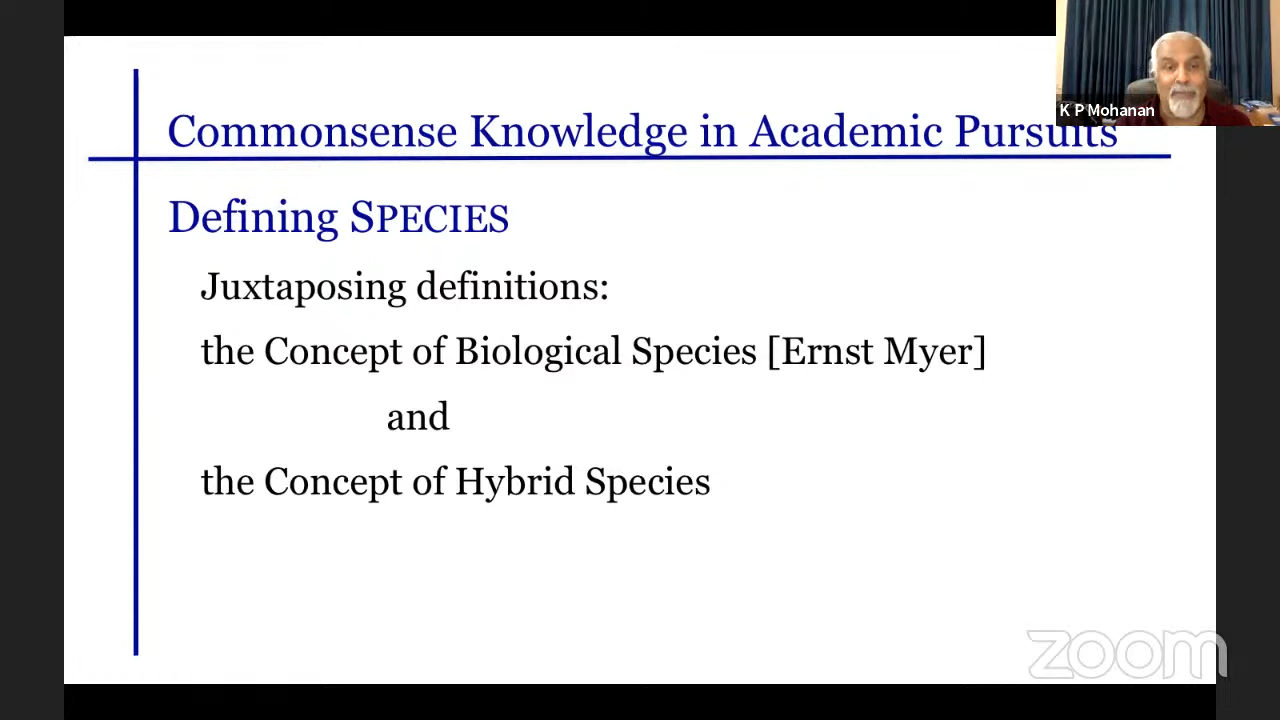 K P Mohanan
Commonsense Knowledge in Academic Pursuits
Defining SPECIES
Juxtaposing definitions:
the Concept of Biological Species [Ernst Myer]
and
the Concept of Hybrid Species
zoom